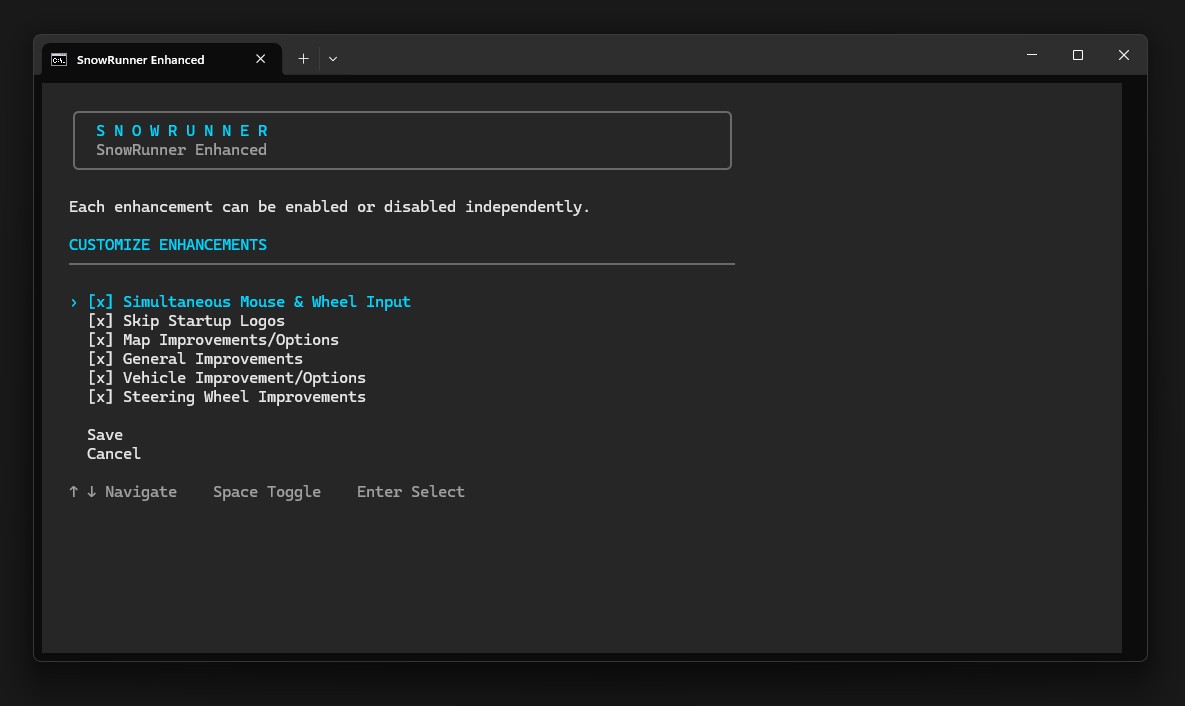 SnowRunner Enhanced
S N O W R U N N E R
SnowRunner Enhanced
Each enhancement can be enabled or disabled independently.
CUSTOMIZE ENHANCEMENTS
› [x] Simultaneous Mouse & Wheel Input
[x] Skip Startup Logos
[x] Map Improvements/Options
[x] General Improvements
[x] Vehicle Improvement/Options
[x] Steering Wheel Improvements
Save
Cancel
↑ ↓ Navigate    Space Toggle    Enter Select